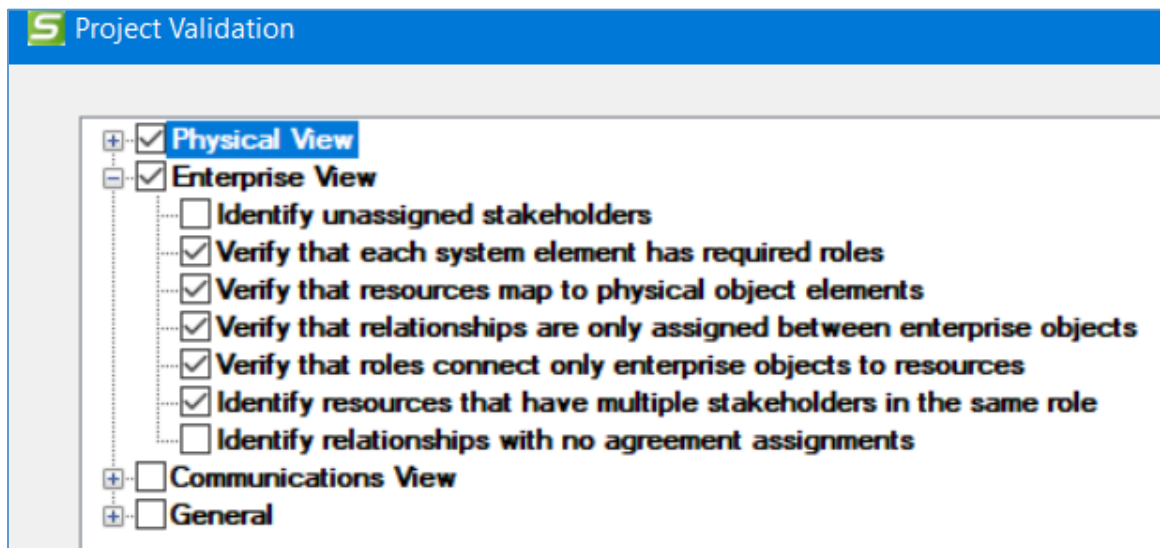 S Project Validation
Physical View
Enterprise View
Identify unassigned stakeholders
Verify that each system element has required roles
Verify that resources map to physical object elements
Verify that relationships are only assigned between enterprise objects
Verify that roles connect only enterprise objects to resources
Identify resources that have multiple stakeholders in the same role
Identify relationships with no agreement assignments
Communications View
General